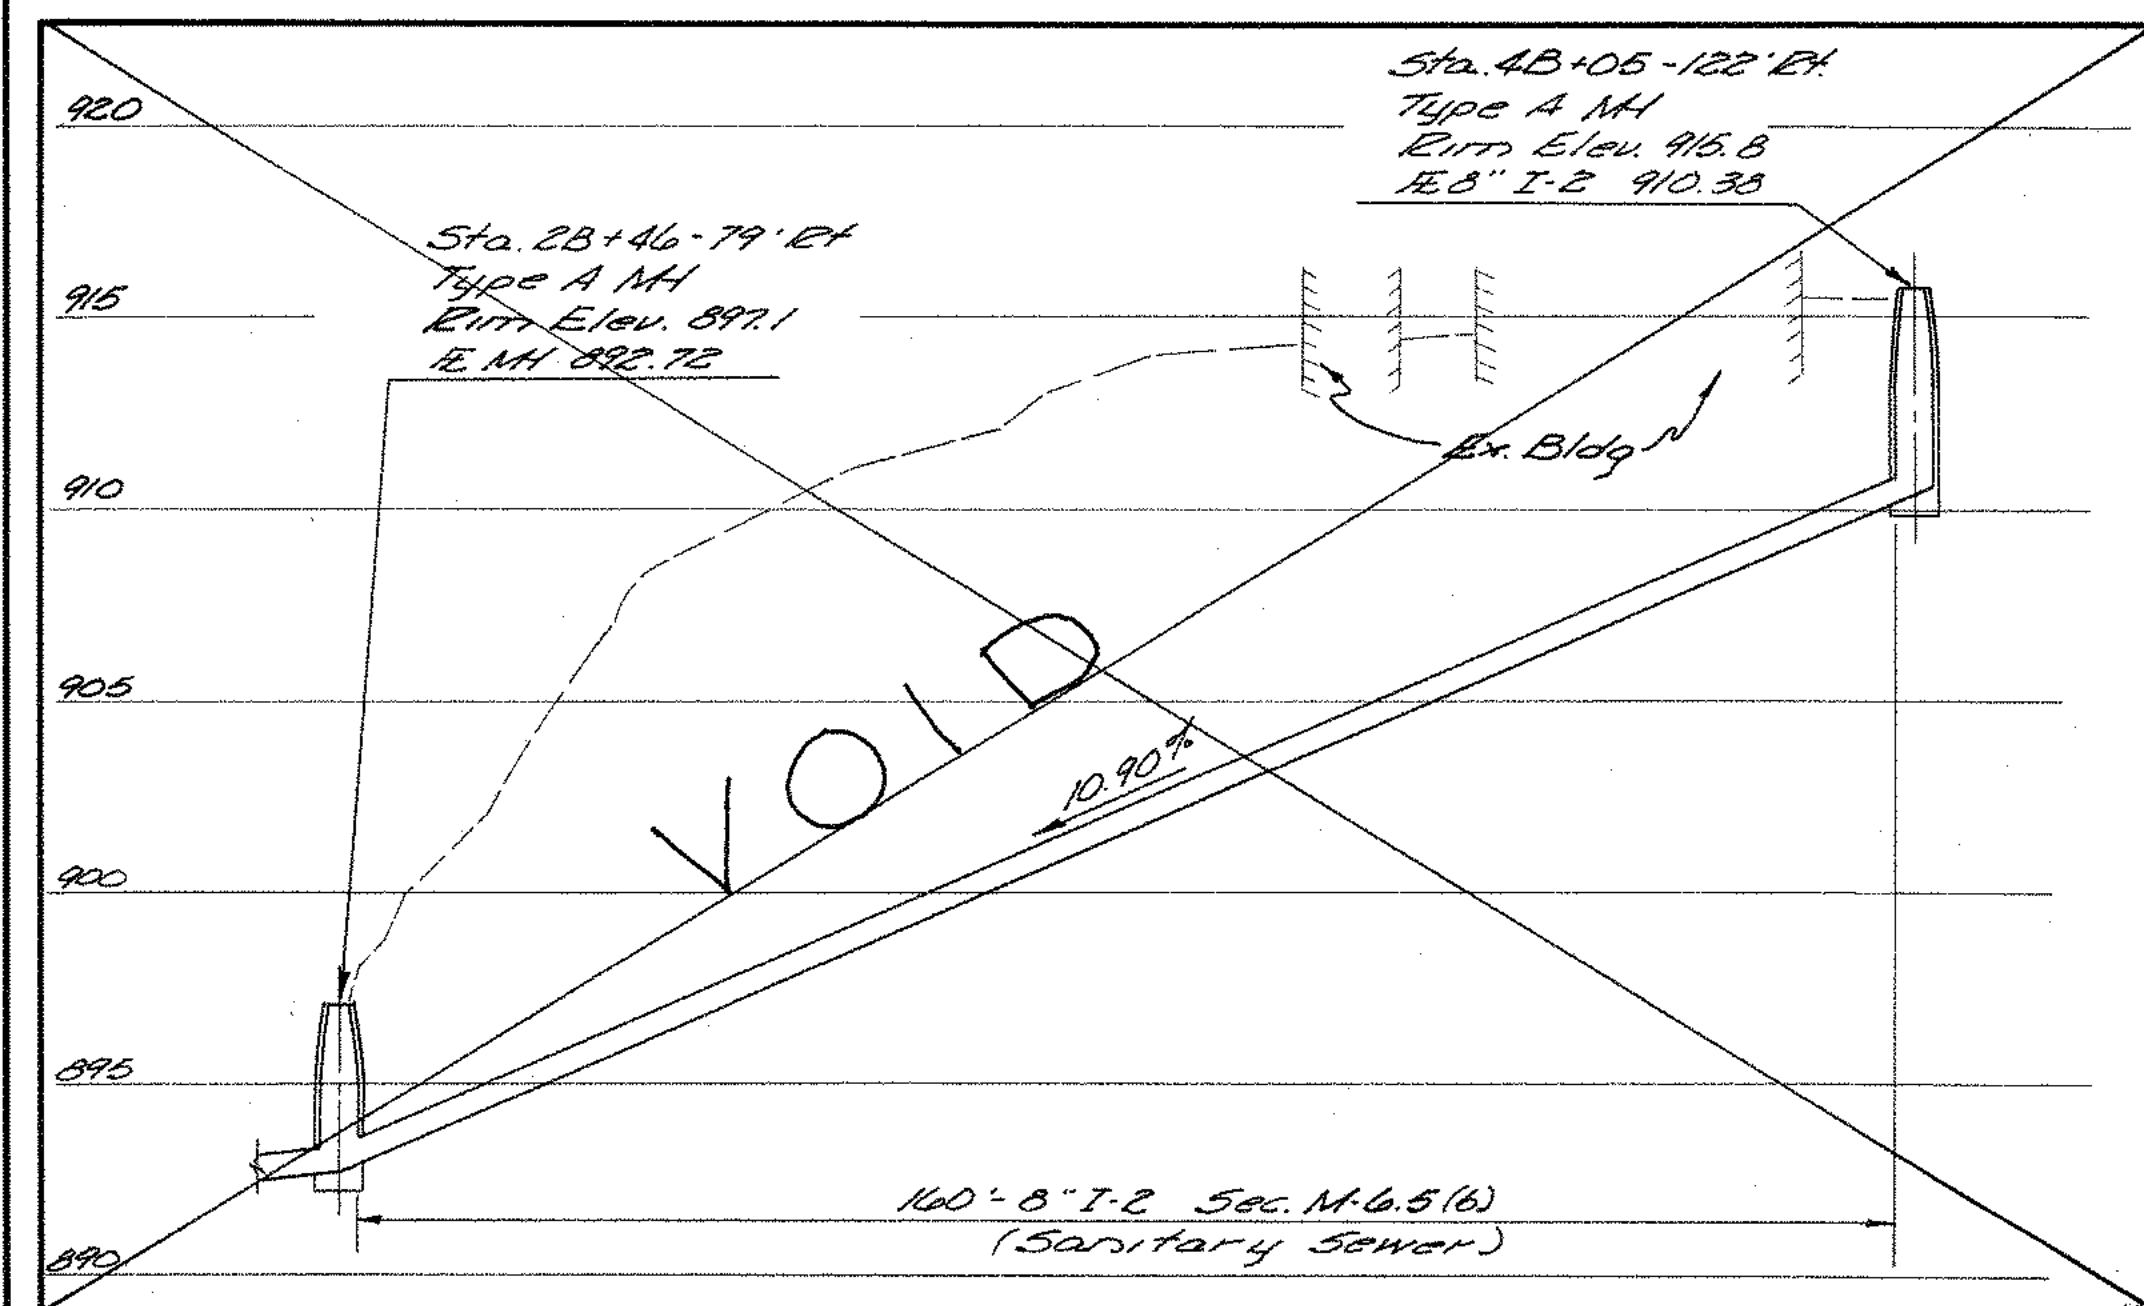 920
Sta. 4B+05-122' Rt.
Type A MH
Rim Elev. 915.8
FE 8" I-2 910.38
Sta. 2B+46-79' Rt
Type A MH
Rim Elev. 897.1
FE MH 892.72
915
Ex. Bldg
910
905
VOID
10.90%
900
895
160'-8" I-2 Sec. M-6.5(6)
(Sanitary Sewer)
890